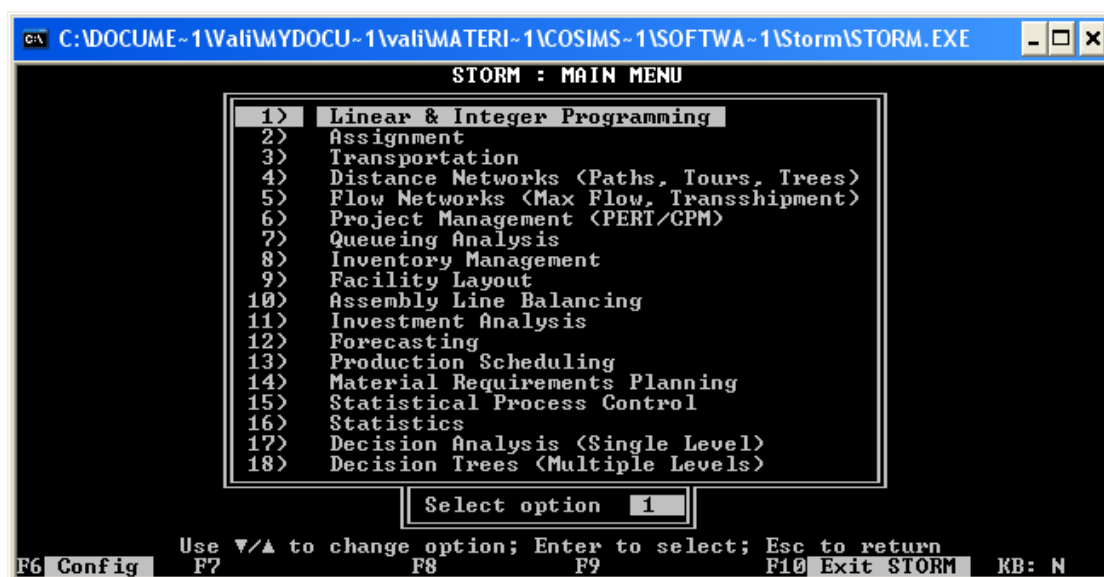 C:\DOCUME~1\Vali\MYDOCU~1\vali\MATERI~1\COSIMS~1\SOFTWA~1\Storm\STORM.EXE
STORM : MAIN MENU
1) Linear & Integer Programming
2) Assignment
3) Transportation
4) Distance Networks (Paths, Tours, Trees)
5) Flow Networks (Max Flow, Transshipment)
6) Project Management (PERT/CPM)
7) Queueing Analysis
8) Inventory Management
9) Facility Layout
10) Assembly Line Balancing
11) Investment Analysis
12) Forecasting
13) Production Scheduling
14) Material Requirements Planning
15) Statistical Process Control
16) Statistics
17) Decision Analysis (Single Level)
18) Decision Trees (Multiple Levels)
Select option 1
Use ▼/▲ to change option; Enter to select; Esc to return
F6 Config F7 F8 F9 F10 Exit STORM KB: N